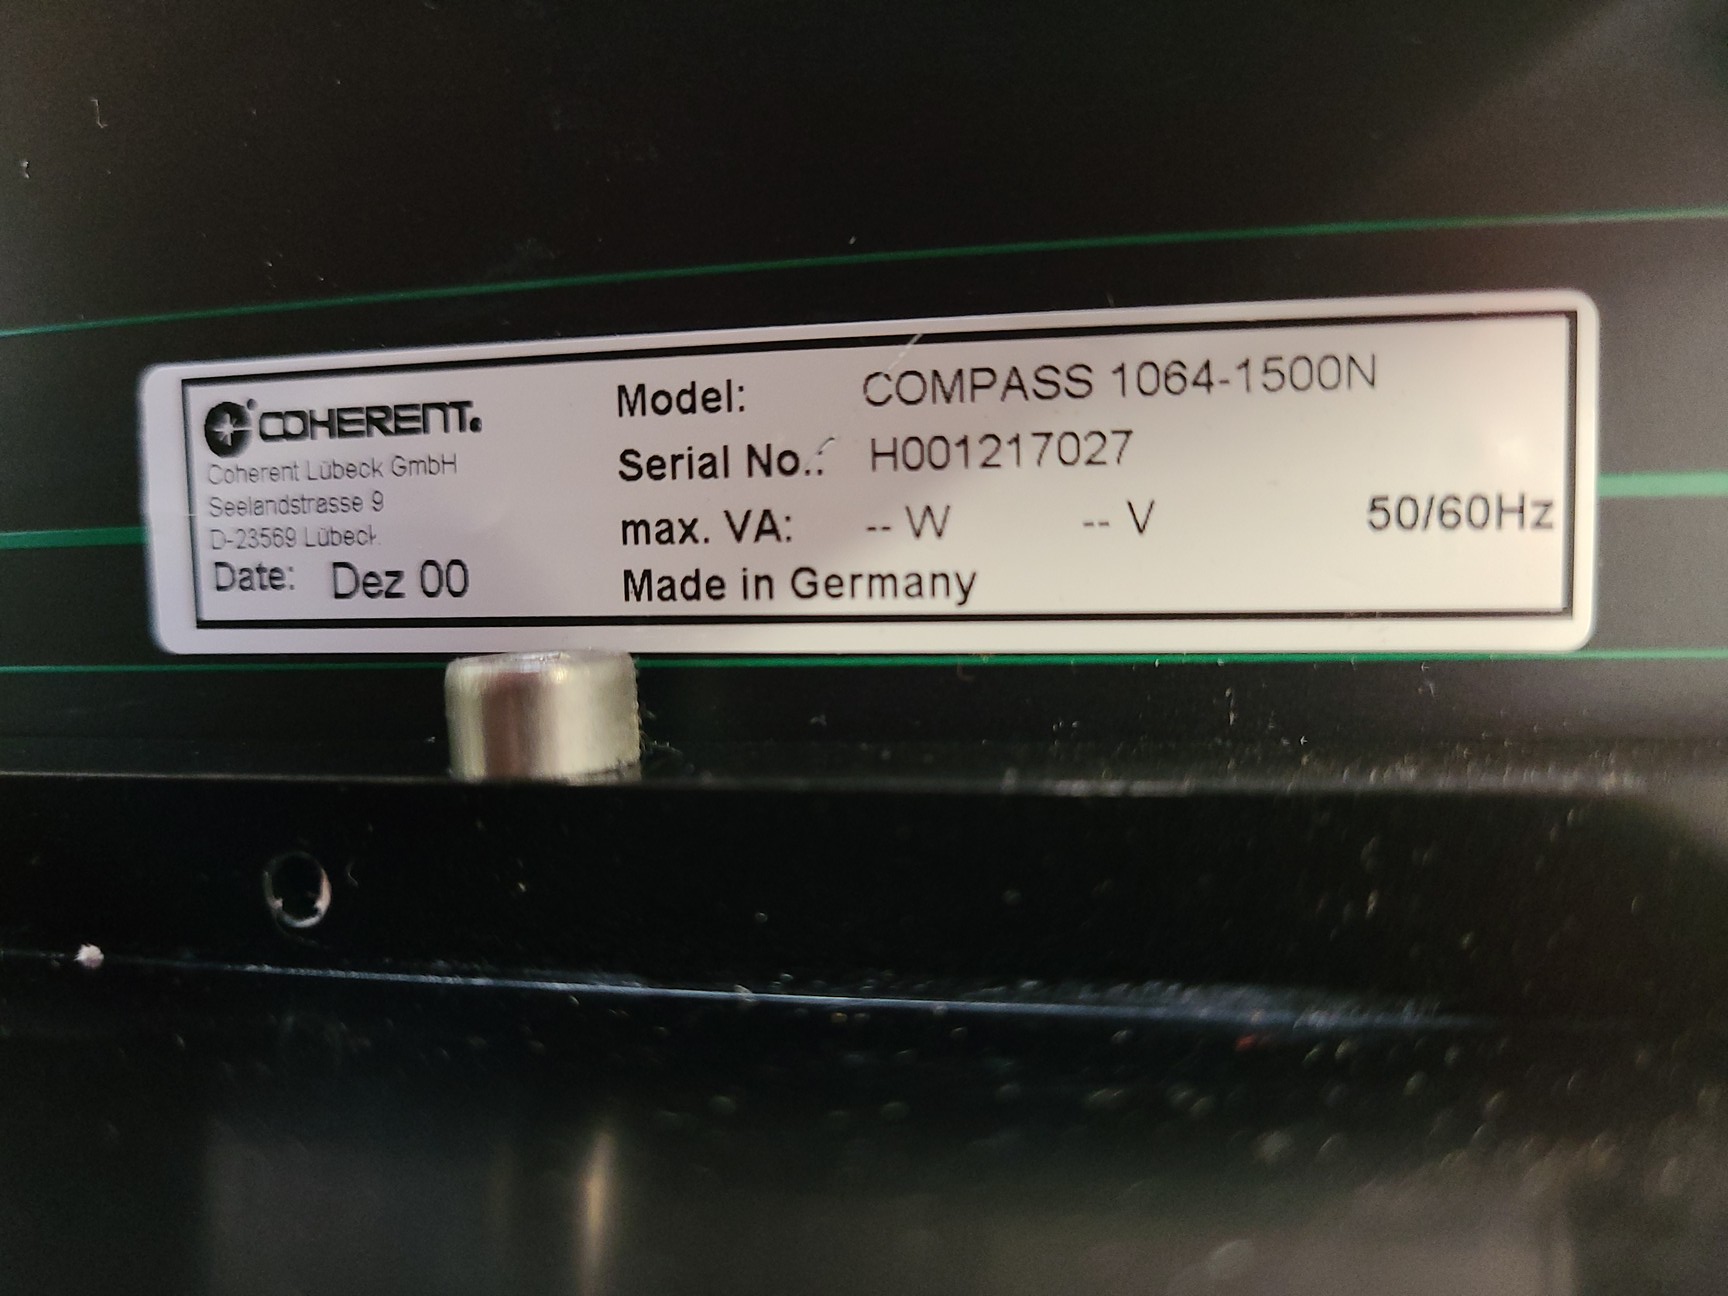 COHERENT®
Coherent Lübeck GmbH
Seelandstrasse 9
D-23569 Lübeck
Date: Dez 00
Model: COMPASS 1064-1500N
Serial No.: H001217027
max. VA: -- W -- V 50/60Hz
Made in Germany